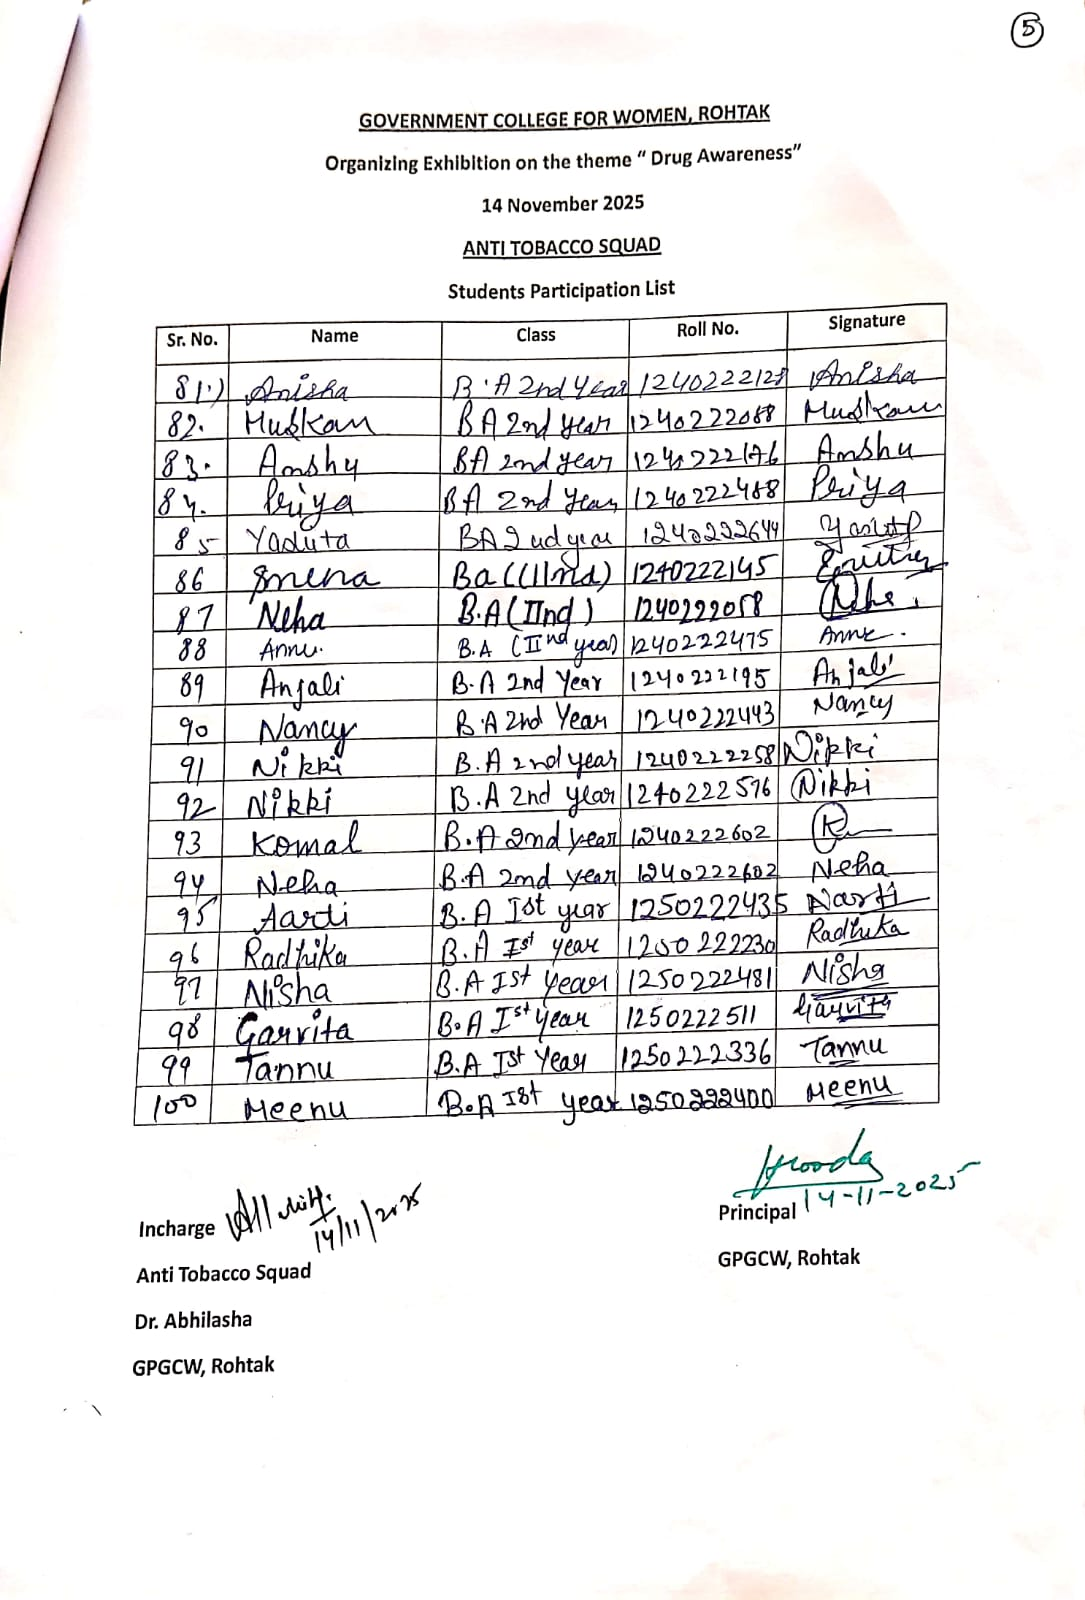 5
GOVERNMENT COLLEGE FOR WOMEN, ROHTAK
Organizing Exhibition on the theme “ Drug Awareness”
14 November 2025
ANTI TOBACCO SQUAD
Students Participation List
Sr. No. Name Class Roll No. Signature
81) Anisha B.A 2nd Year 1240222128 Anisha
82. Muskan BA 2nd year 1240222088 Muskan
83. Anshu BA 2nd year 1240222176 Anshu
84. Priya BA 2nd Year 1240222468 Priya
85 BA 2nd year 1240222644
86 Ba (IInd) 1240222145
87 Neha B.A (IInd) 1240222058 Neha
88 Annu. B.A (IInd year) 1240222475 Annu.
89 Anjali B.A 2nd Year 1240222195 Anjali
90 Nancy B.A 2nd Year 1240222443 Nancy
91 Nikki B.A 2nd year 1240222258 Nikki
92 Nikki B.A 2nd year 1240222576 Nikki
93 Komal B.A 2nd year 1240222602
94 Neha B.A 2nd year 1240222602 Neha
95 Aarti B.A Ist year 1250222435 Aarti
96 Radhika B.A Ist year 1250222230 Radhika
97 Nisha B.A Ist Year 1250222481 Nisha
98 Garvita B.A Ist year 1250222511 Garvita
99 Tannu B.A Ist Year 1250222336 Tannu
100 Meenu B.A Ist year 1250222400 Meenu
Hooda
Incharge 14/11/2025 Principal 14-11-2025
Anti Tobacco Squad GPGCW, Rohtak
Dr. Abhilasha
GPGCW, Rohtak